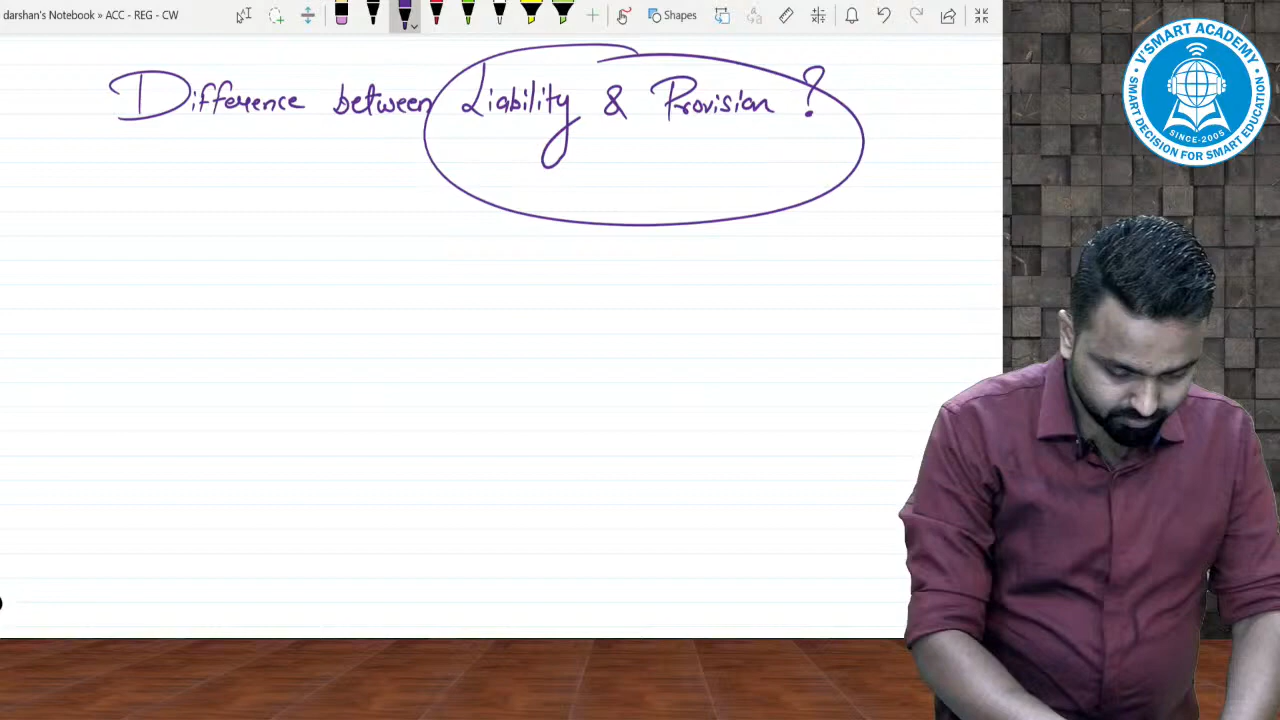 darshan's Notebook » ACC - REG - CW
Shapes
Difference between Liability & Provision ?
V'SMART ACADEMY
SINCE-2005
SMART DECISION FOR SMART EDUCATION